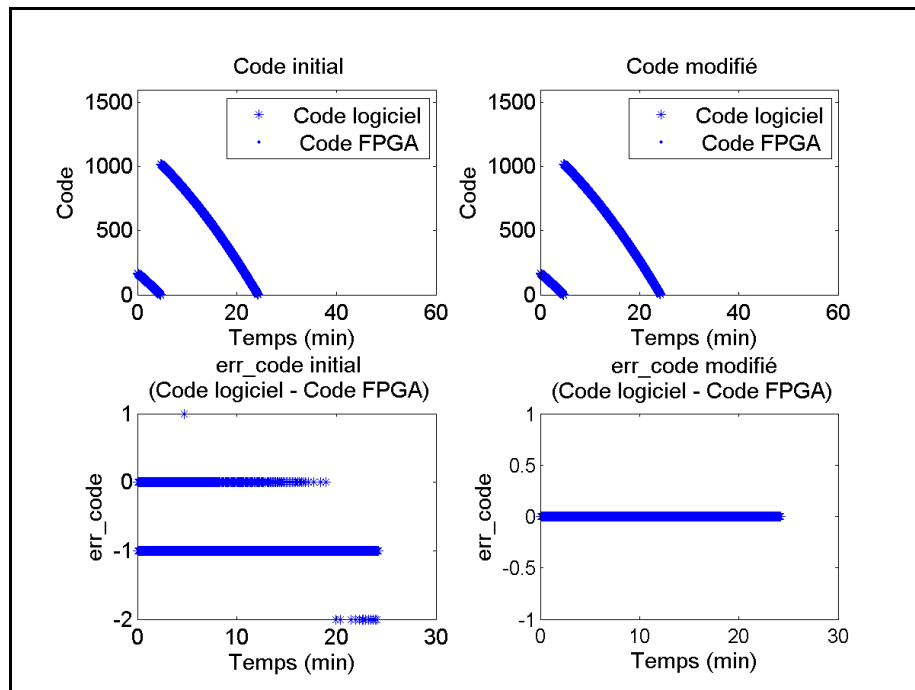 Code initial
1500
1000
500
0
Code
Code logiciel
Code FPGA
0
20
40
60
Temps (min)
Code modifié
1500
1000
500
0
Code
Code logiciel
Code FPGA
0
20
40
60
Temps (min)
err_code initial
(Code logiciel - Code FPGA)
1
0
-1
-2
err_code
0
10
20
30
Temps (min)
err_code modifié
(Code logiciel - Code FPGA)
1
0.5
0
-0.5
-1
err_code
0
10
20
30
Temps (min)